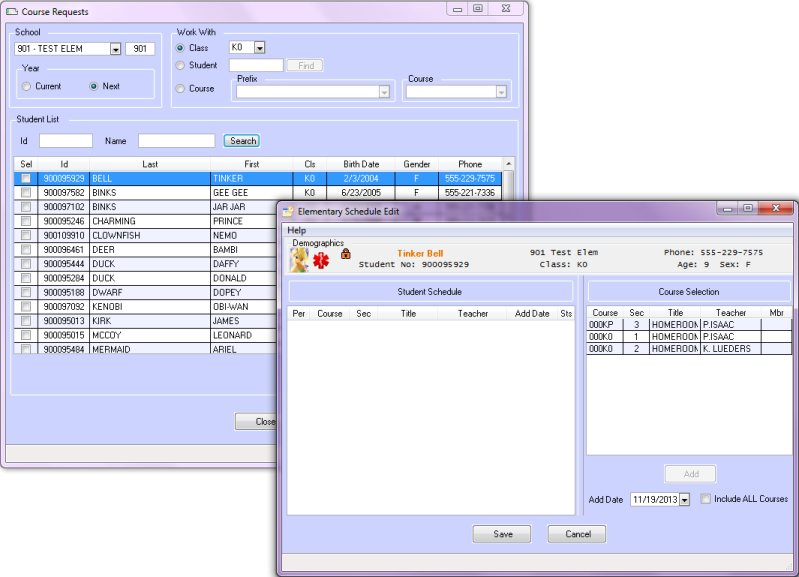 Course Requests
School
901 - TEST ELEM 901
Year
Current Next
Work With
Class K0
Student Find
Course
Prefix
Course
Student List
Id Name Search
Sel Id Last First Cls Birth Date Gender Phone
900095929 BELL TINKER K0 2/3/2004 F 555-229-7575
900097582 BINKS GEE GEE K0 6/23/2005 F 555-221-7336
900097102 BINKS JAR JAR
900095246 CHARMING PRINCE
900109910 CLOWNFISH NEMO
900096461 DEER BAMBI
900095444 DUCK DAFFY
900095284 DUCK DONALD
900095188 DWARF DOPEY
900097092 KENOBI OBI-WAN
900095013 KIRK JAMES
900095015 MCCOY LEONARD
900095484 MERMAID ARIEL
Close
Elementary Schedule Edit
Help
Demographics
Tinker Bell 901 Test Elem Phone: 555-229-7575
Student No: 900095929 Class: K0 Age: 9 Sex: F
Student Schedule
Per Course Sec Title Teacher Add Date Sts
Course Selection
Course Sec Title Teacher Mbr
000KP 3 HOMEROOM P.ISAAC
000K0 1 HOMEROOM P.ISAAC
000K0 2 HOMEROOM K. LUEDERS
Add
Add Date 11/19/2013 Include ALL Courses
Save Cancel